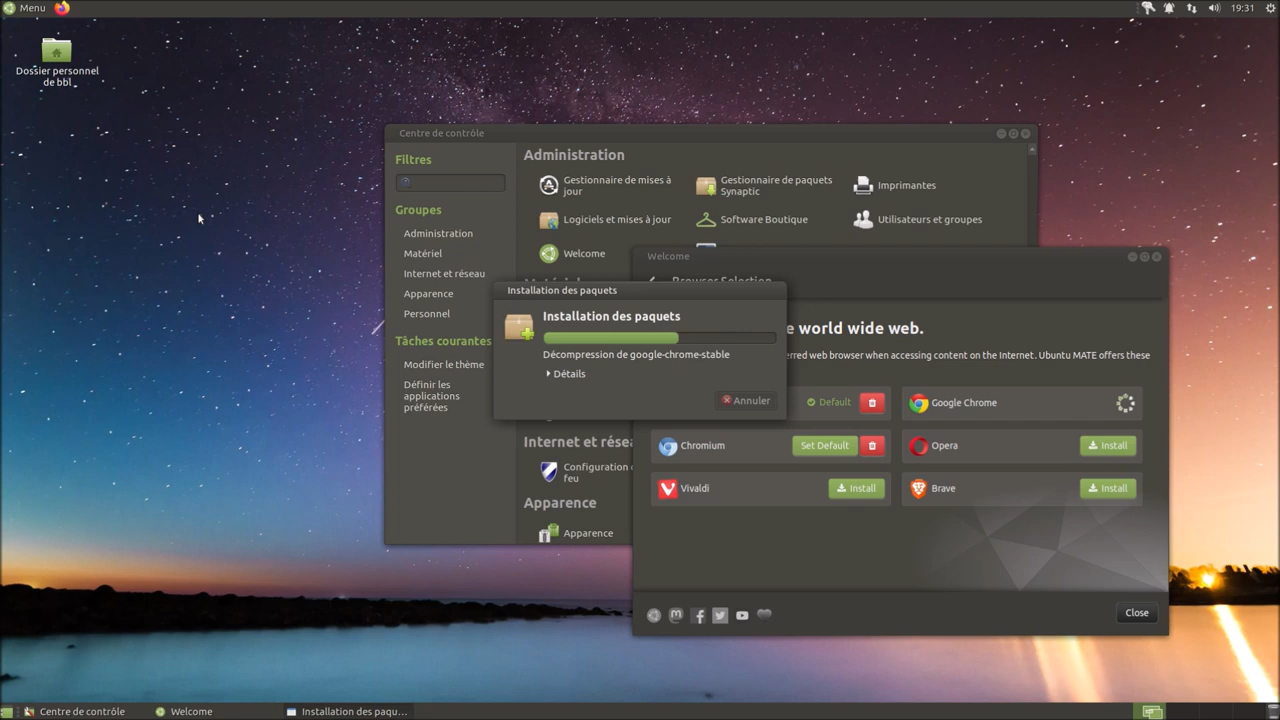 Menu
19:31
Dossier personnel
de bbl
Centre de contrôle
Filtres
Groupes
Administration
Matériel
Internet et réseau
Apparence
Personnel
Tâches courantes
Modifier le thème
Définir les
applications
préférées
Administration
Gestionnaire de mises à
jour
Gestionnaire de paquets
Synaptic
Imprimantes
Logiciels et mises à jour
Software Boutique
Utilisateurs et groupes
Welcome
Internet et résea
Configuration
feu
Apparence
Apparence
Welcome
Browser Selection
e world wide web.
rred web browser when accessing content on the Internet. Ubuntu MATE offers these
Default
Google Chrome
Chromium
Set Default
Opera
Install
Vivaldi
Install
Brave
Install
Close
Installation des paquets
Installation des paquets
Décompression de google-chrome-stable
Détails
Annuler
Centre de contrôle
Welcome
Installation des paqu...